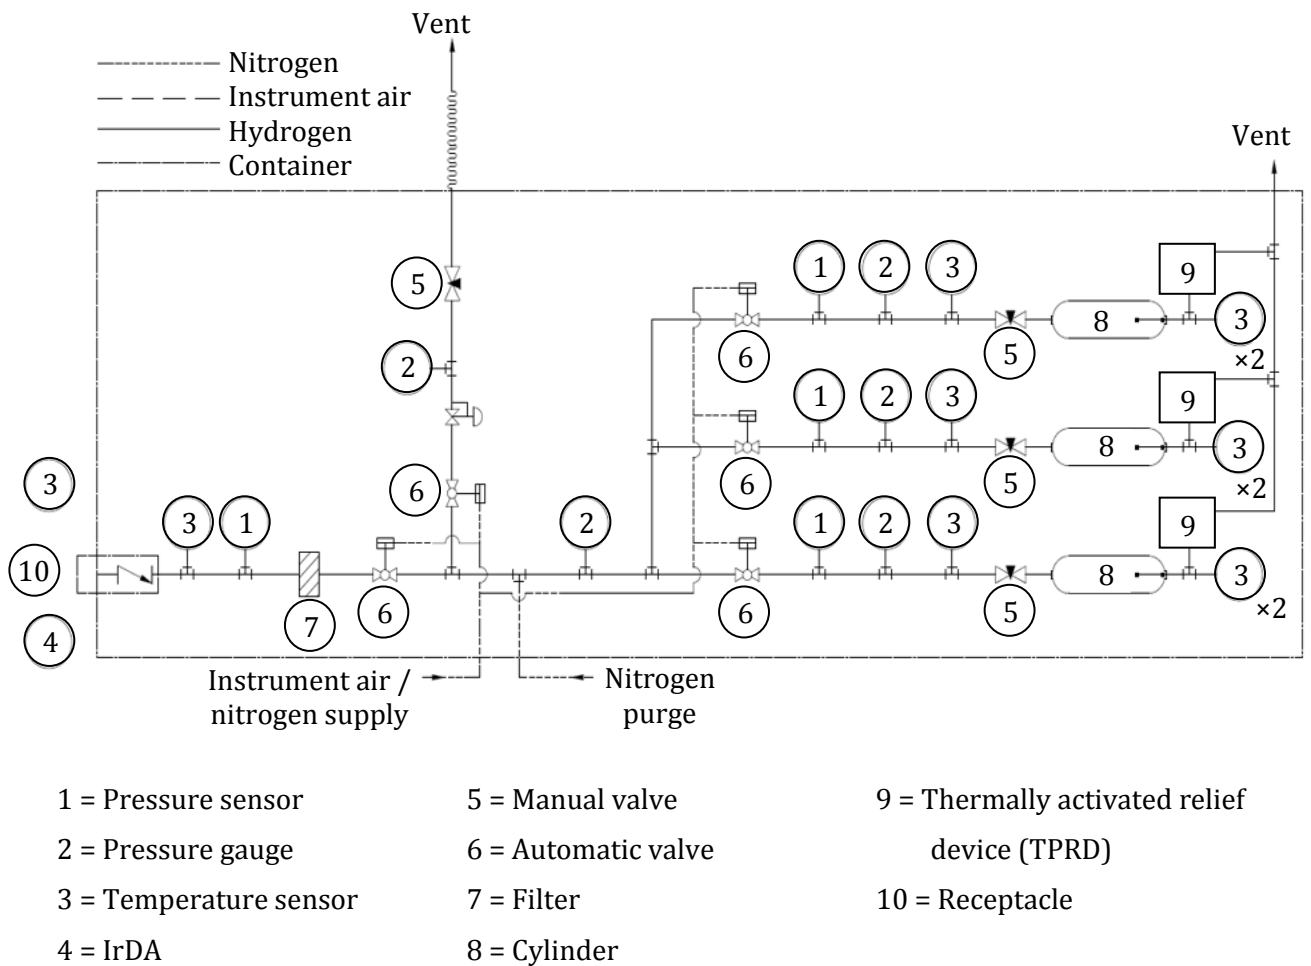 Vent
Nitrogen
Instrument air
Hydrogen
Container
Vent
1
2
3
9
5
8
3
×2
6
5
2
1
2
3
9
8
3
×2
6
5
3
6
3
1
2
1
2
3
9
10
8
3
×2
7
6
6
5
4
Instrument air /
nitrogen supply
Nitrogen
purge
1 = Pressure sensor
2 = Pressure gauge
3 = Temperature sensor
4 = IrDA
5 = Manual valve
6 = Automatic valve
7 = Filter
8 = Cylinder
9 = Thermally activated relief
device (TPRD)
10 = Receptacle